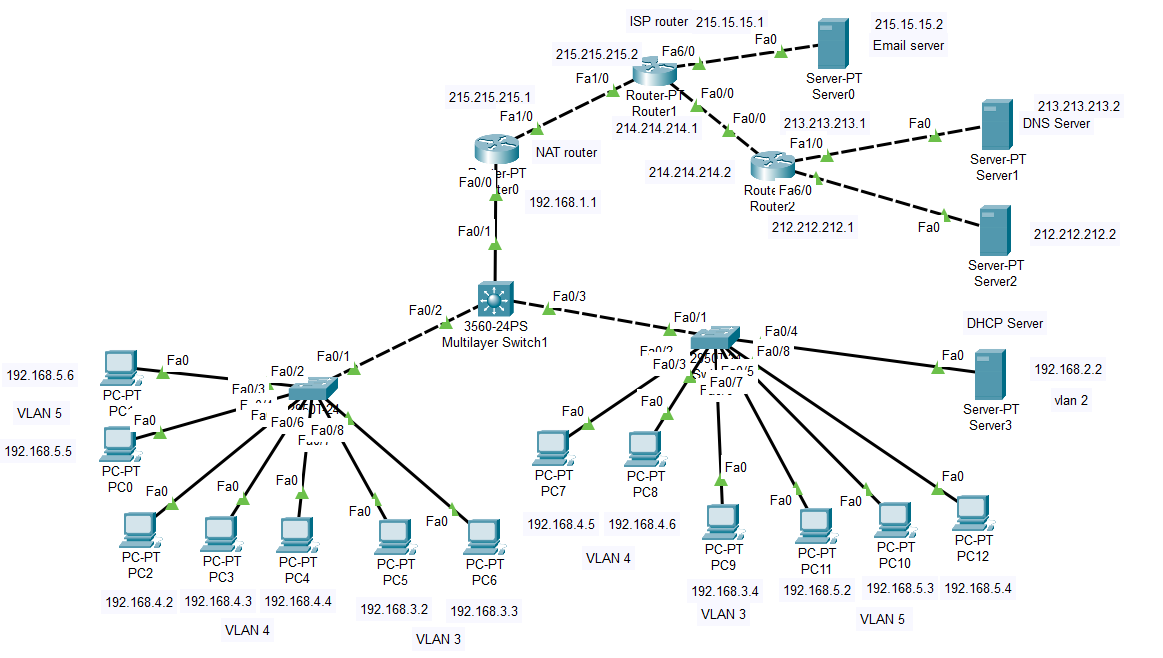 ISP router 215.15.15.1
215.15.15.2
Email server
Fa0
Fa6/0
215.215.215.2
Fa1/0
Server-PT
Server0
Router-PT
Router1
Fa0/0
215.215.215.1
Fa1/0
214.214.214.1
Fa0/0
213.213.213.1
Fa0
213.213.213.2
DNS Server
Fa1/0
NAT router
Server-PT
Server1
214.214.214.2
Fa0/0
Fa6/0
Router2
192.168.1.1
212.212.212.1
Fa0
212.212.212.2
Fa0/1
Server-PT
Server2
Fa0/2
Fa0/3
3560-24PS
Multilayer Switch1
Fa0/1
DHCP Server
Fa0/4
Fa0/8
Fa0
192.168.2.2
vlan 2
Server-PT
Server3
Fa0/3
Fa0/7
Fa0/1
Fa0
Fa0/2
192.168.5.6
PC-PT
VLAN 5
Fa0/3
Fa0
Fa0/6
Fa0/8
192.168.5.5
PC-PT
PC0
Fa0
Fa0
Fa0
Fa0
Fa0
Fa0
Fa0
Fa0
Fa0
Fa0
PC-PT
PC2
PC-PT
PC3
PC-PT
PC4
PC-PT
PC5
PC-PT
PC6
PC-PT
PC7
PC-PT
PC8
PC-PT
PC9
PC-PT
PC11
PC-PT
PC10
PC-PT
PC12
192.168.4.5
192.168.4.6
VLAN 4
192.168.4.2
192.168.4.3
192.168.4.4
192.168.3.2
192.168.3.3
192.168.3.4
192.168.5.2
192.168.5.3
192.168.5.4
VLAN 4
VLAN 3
VLAN 3
VLAN 5